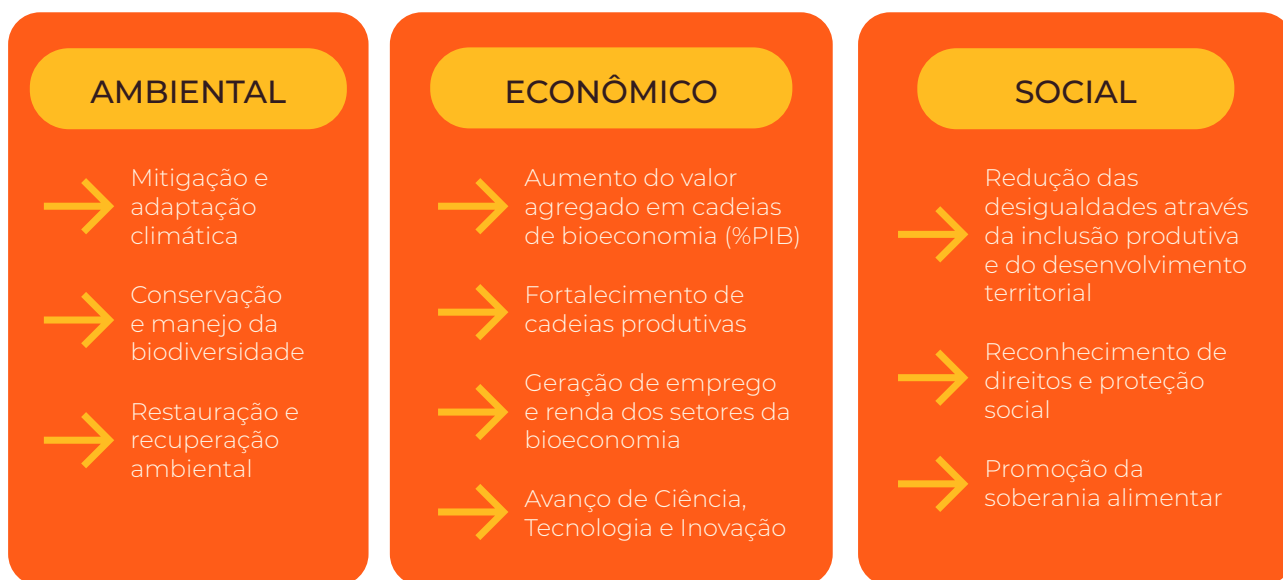 AMBIENTAL
Mitigação e
adaptação
climática
Conservação
e manejo da
biodiversidade
Restauração e
recuperação
ambiental
ECONÔMICO
Aumento do valor
agregado em cadeias
de bioeconomia (%PIB)
Fortalecimento de
cadeias produtivas
Geração de emprego
e renda dos setores da
bioeconomia
Avanço de Ciência,
Tecnologia e Inovação
SOCIAL
Redução das
desigualdades através
da inclusão produtiva
e do desenvolvimento
territorial
Reconhecimento de
direitos e proteção
social
Promoção da
soberania alimentar